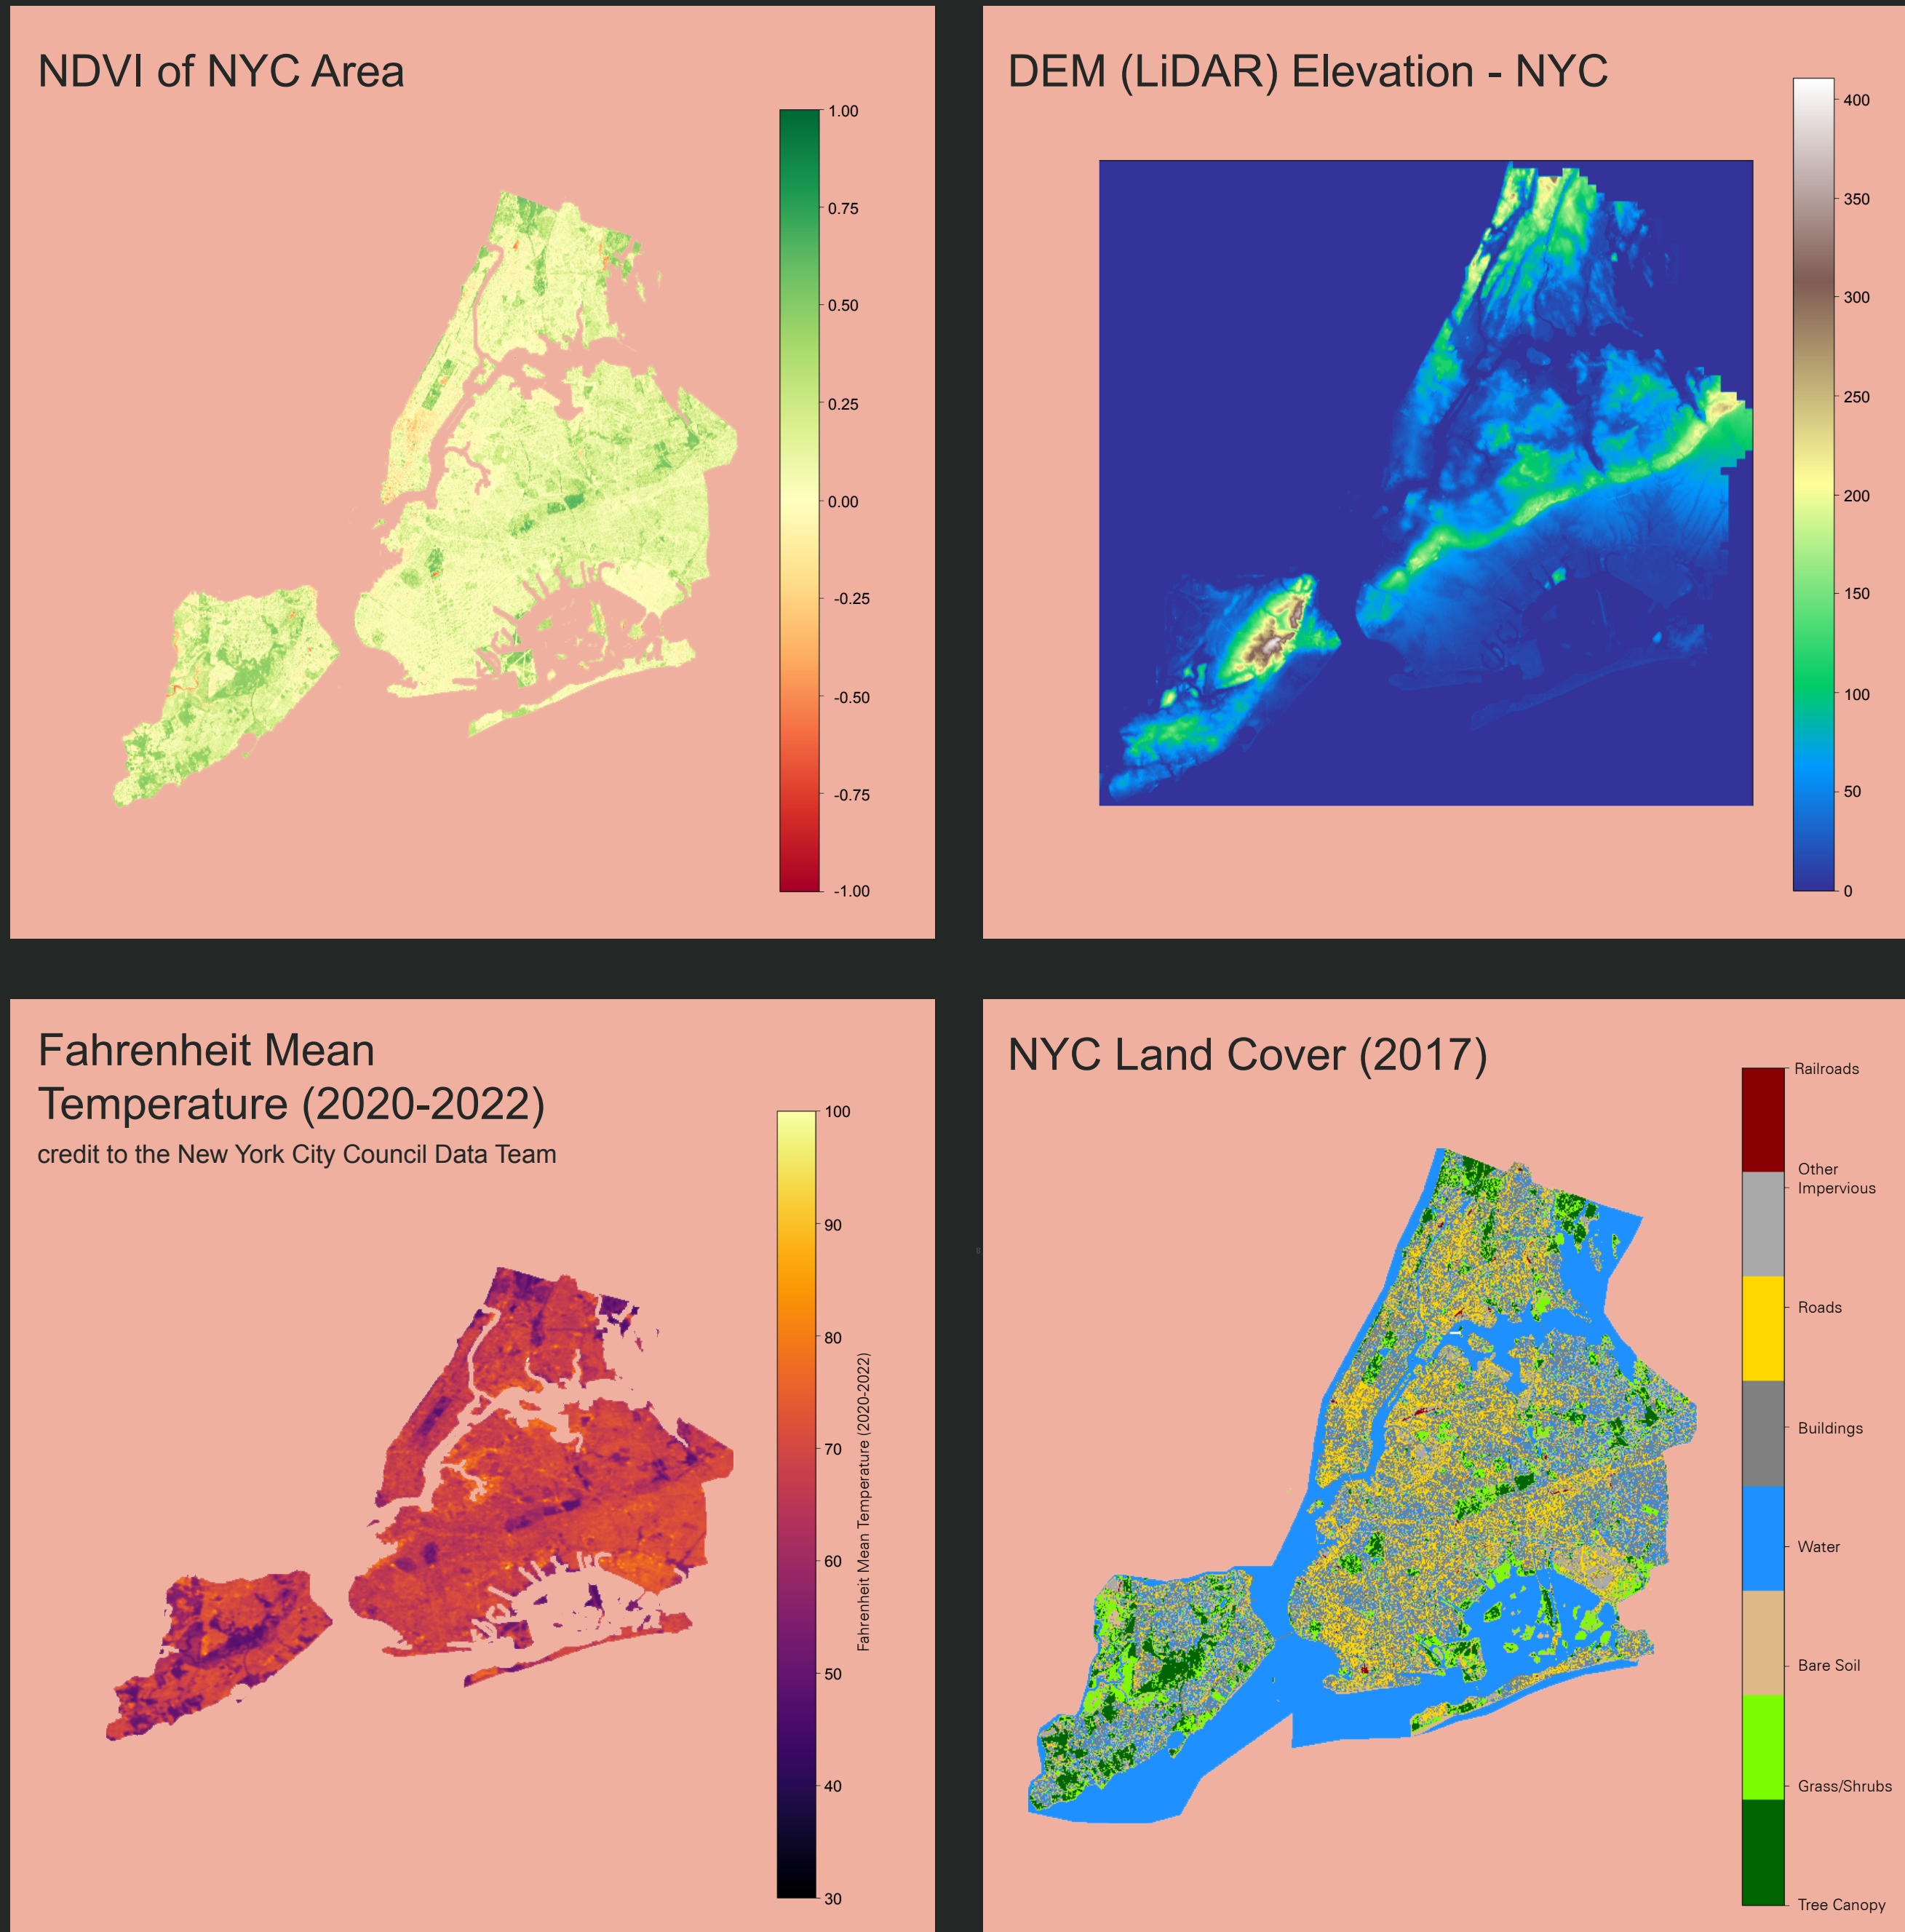 NDVI of NYC Area
1.00
0.75
0.50
0.25
0.00
-0.25
-0.50
-0.75
-1.00
DEM (LiDAR) Elevation - NYC
400
350
300
250
200
150
100
50
0
Fahrenheit Mean
Temperature (2020-2022)
credit to the New York City Council Data Team
100
90
80
70
60
50
40
30
Fahrenheit Mean Temperature (2020-2022)
NYC Land Cover (2017)
Railroads
Other
Impervious
Roads
Buildings
Water
Bare Soil
Grass/Shrubs
Tree Canopy